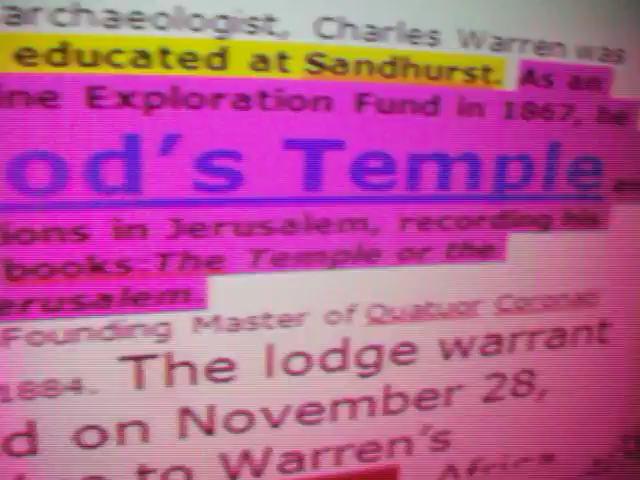 archaeologist, Charles Warren was
educated at Sandhurst. As an
ine Exploration Fund in 1867, he
od's Temple
ions in Jerusalem, recording his
books The Temple or the
erusalem.
Founding Master of Quatuor Coronati
1884. The lodge warrant
d on November 28,
to Warren's
Africa